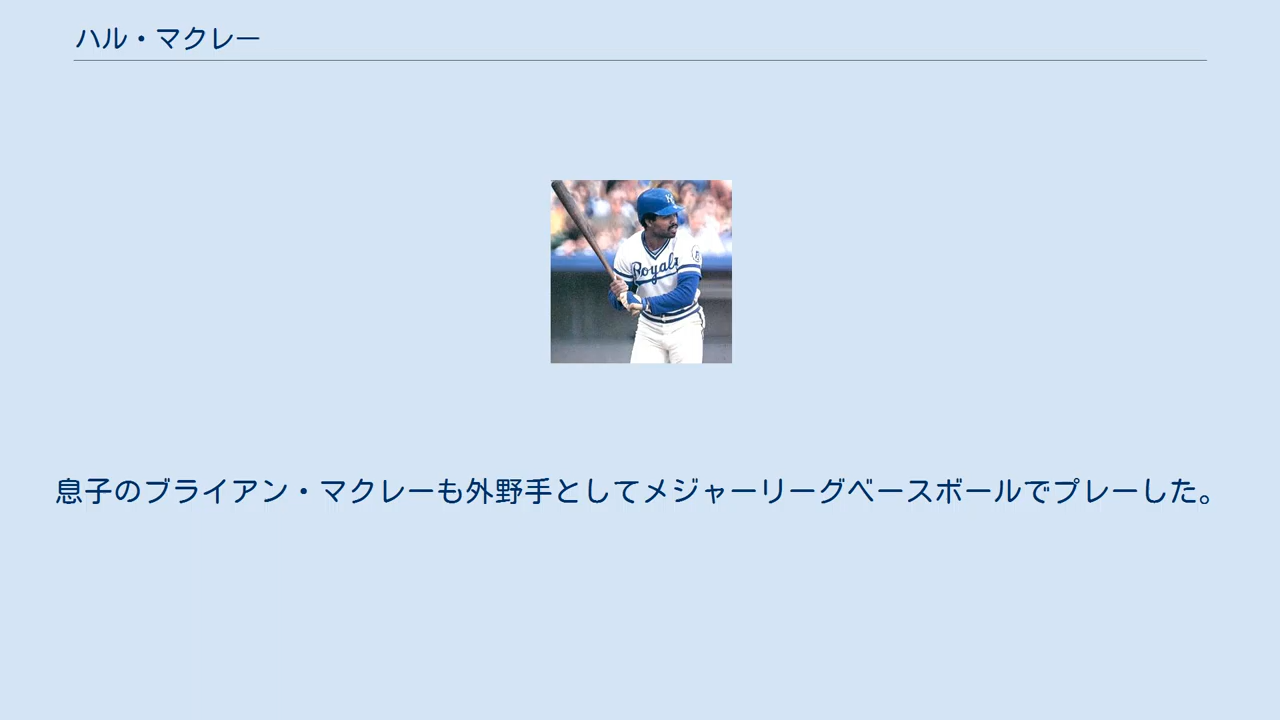 ハル・マクレー
Royals
息子のブライアン・マクレーも外野手としてメジャーリーグベースボールでプレーした。